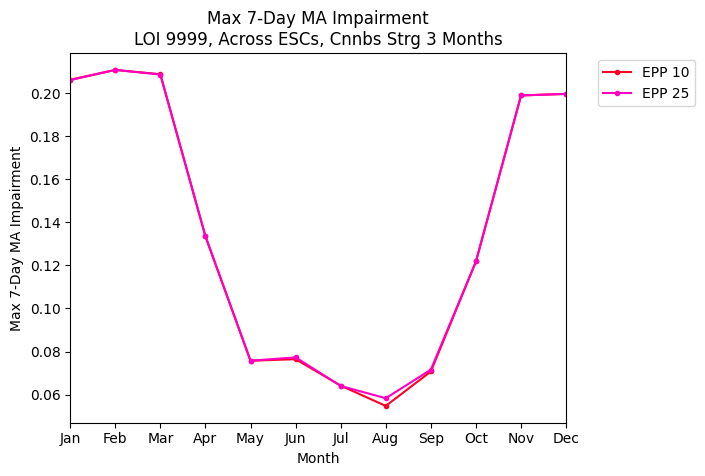 Max 7-Day MA Impairment
LOI 9999, Across ESCs, Cnnbs Strg 3 Months
EPP 10
EPP 25
Max 7-Day MA Impairment
0.20
0.18
0.16
0.14
0.12
0.10
0.08
0.06
Jan Feb Mar Apr May Jun Jul Aug Sep Oct Nov Dec
Month